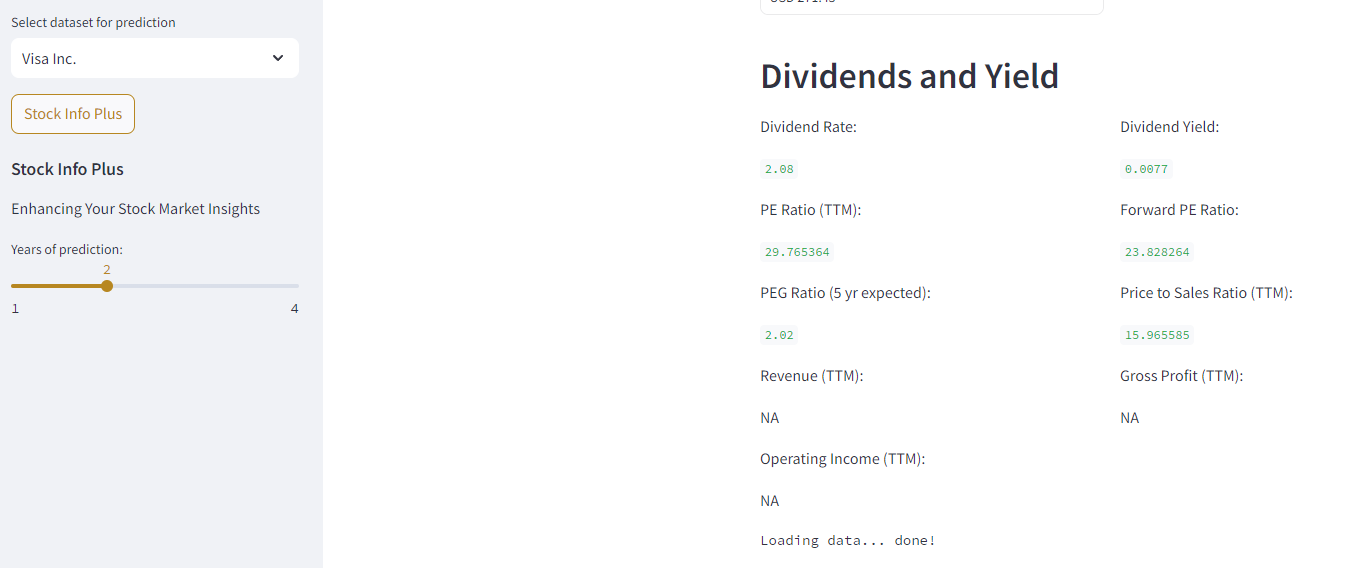 Select dataset for prediction
Visa Inc.
Stock Info Plus
Stock Info Plus
Enhancing Your Stock Market Insights
Years of prediction:
2
1 4
Dividends and Yield
Dividend Rate: Dividend Yield:
2.08 0.0077
PE Ratio (TTM): Forward PE Ratio:
29.765364 23.828264
PEG Ratio (5 yr expected): Price to Sales Ratio (TTM):
2.02 15.965585
Revenue (TTM): Gross Profit (TTM):
NA NA
Operating Income (TTM):
NA
Loading data... done!